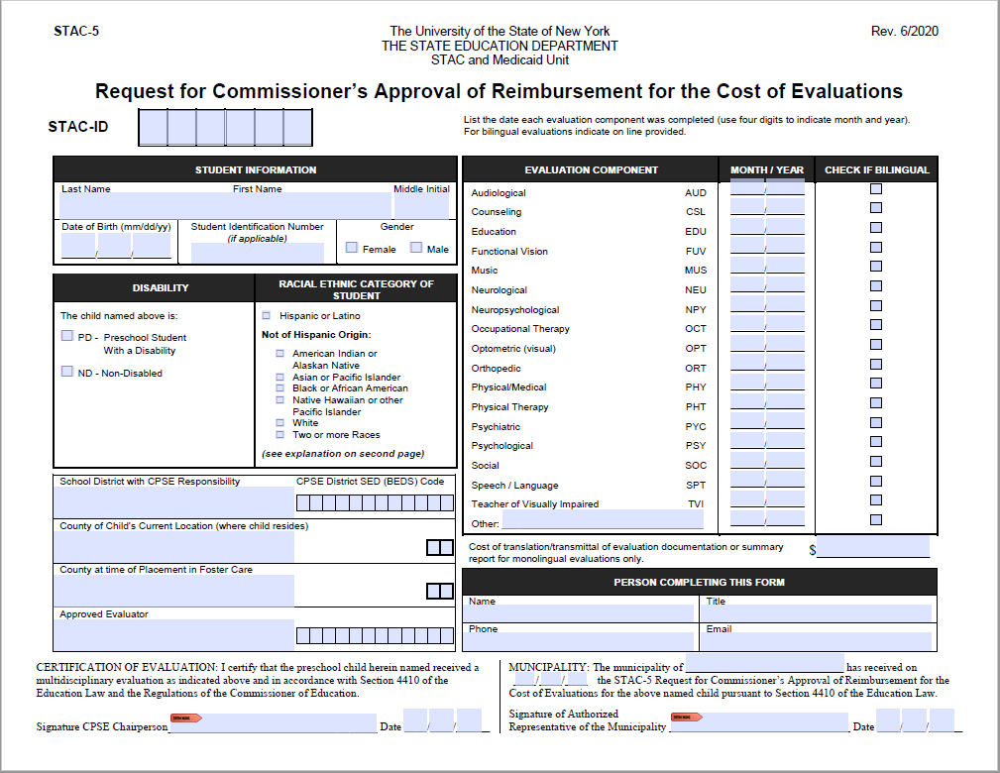 STAC-5
The University of the State of New York
Rev. 6/2020
THE STATE EDUCATION DEPARTMENT
STAC and Medicaid Unit
Request for Commissioner's Approval of Reimbursement for the Cost of Evaluations
STAC-ID
List the date each evaluation component was completed (use four digits to indicate month and year).
For bilingual evaluations indicate on line provided.
STUDENT INFORMATION
Last Name First Name Middle Initial
Date of Birth (mm/dd/yy) Student Identification Number Gender
(if applicable)
/ / Female Male
DISABILITY
RACIAL ETHNIC CATEGORY OF
STUDENT
The child named above is:
PD - Preschool Student
With a Disability
ND - Non-Disabled
Hispanic or Latino
Not of Hispanic Origin:
American Indian or
Alaskan Native
Asian or Pacific Islander
Black or African American
Native Hawaiian or other
Pacific Islander
White
Two or more Races
(see explanation on second page)
School District with CPSE Responsibility CPSE District SED (BEDS) Code
County of Child's Current Location (where child resides)
County at time of Placement in Foster Care
Approved Evaluator
EVALUATION COMPONENT MONTH / YEAR CHECK IF BILINGUAL
Audiological AUD /
Counseling CSL /
Education EDU /
Functional Vision FUV /
Music MUS /
Neurological NEU /
Neuropsychological NPY /
Occupational Therapy OCT /
Optometric (visual) OPT /
Orthopedic ORT /
Physical/Medical PHY /
Physical Therapy PHT /
Psychiatric PYC /
Psychological PSY /
Social SOC /
Speech / Language SPT /
Teacher of Visually Impaired TVI /
Other: /
Cost of translation/transmittal of evaluation documentation or summary
report for monolingual evaluations only.
$
PERSON COMPLETING THIS FORM
Name Title
Phone Email
CERTIFICATION OF EVALUATION: I certify that the preschool child herein named received a
multidisciplinary evaluation as indicated above and in accordance with Section 4410 of the
Education Law and the Regulations of the Commissioner of Education.
Signature CPSE Chairperson Date / /
MUNCIPALITY: The municipality of has received on
/ / the STAC-5 Request for Commissioner's Approval of Reimbursement for the
Cost of Evaluations for the above named child pursuant to Section 4410 of the Education Law.
Signature of Authorized
Representative of the Municipality Date / /